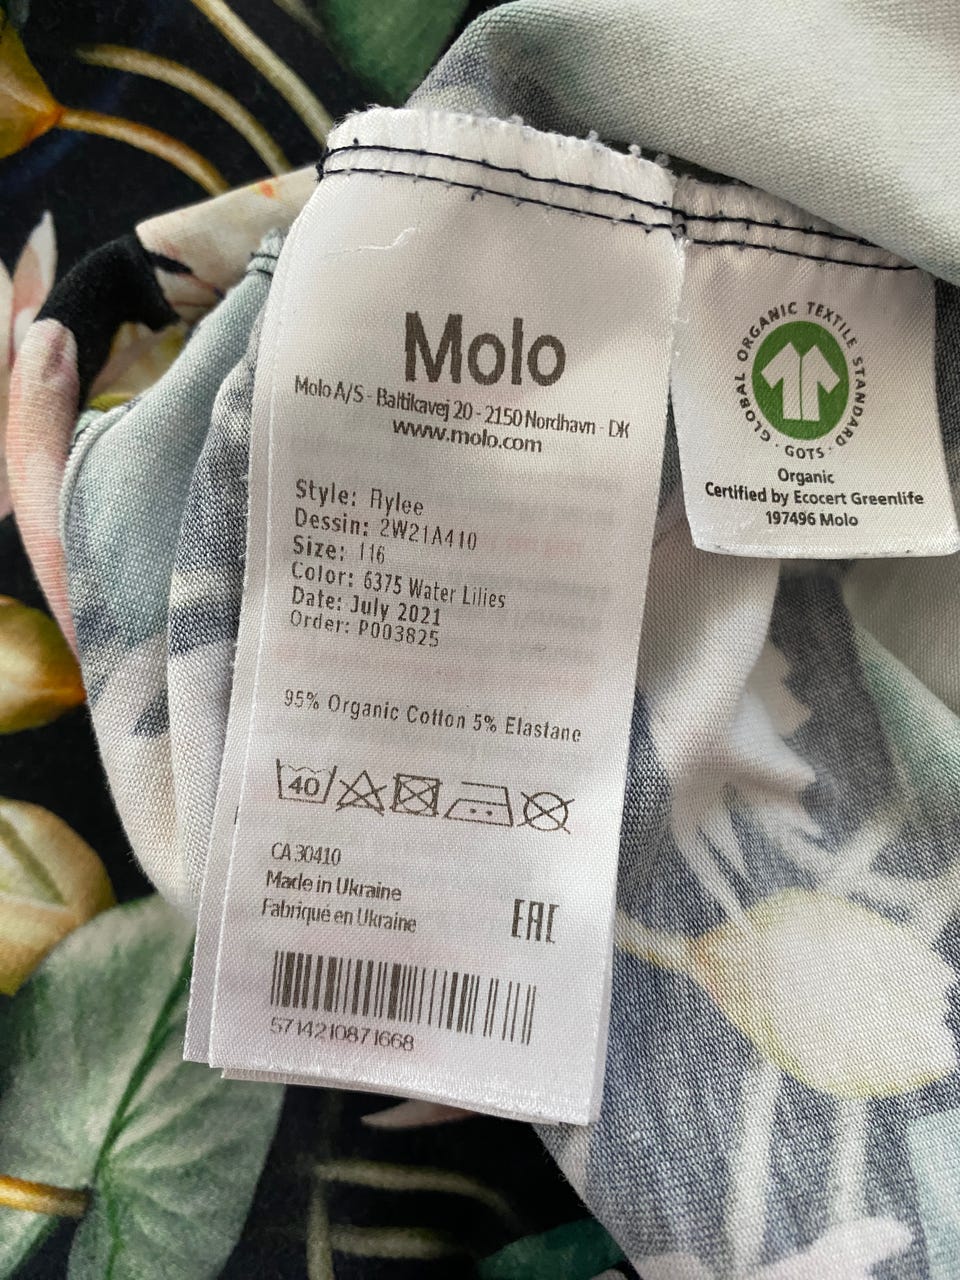 Molo
Molo A/S - Baltikavej 20 - 2150 Nordhavn - DK
www.molo.com
Style: Rylee
Dessin: 2W21A410
Size: 116
Color: 6375 Water Lilies
Date: July 2021
Order: P003825
95% Organic Cotton 5% Elastane
40
CA 30410
Made in Ukraine
Fabriqué en Ukraine
EAC
5714210871668
GLOBAL ORGANIC TEXTILE STANDARD
· GOTS ·
Organic
Certified by Ecocert Greenlife
197496 Molo